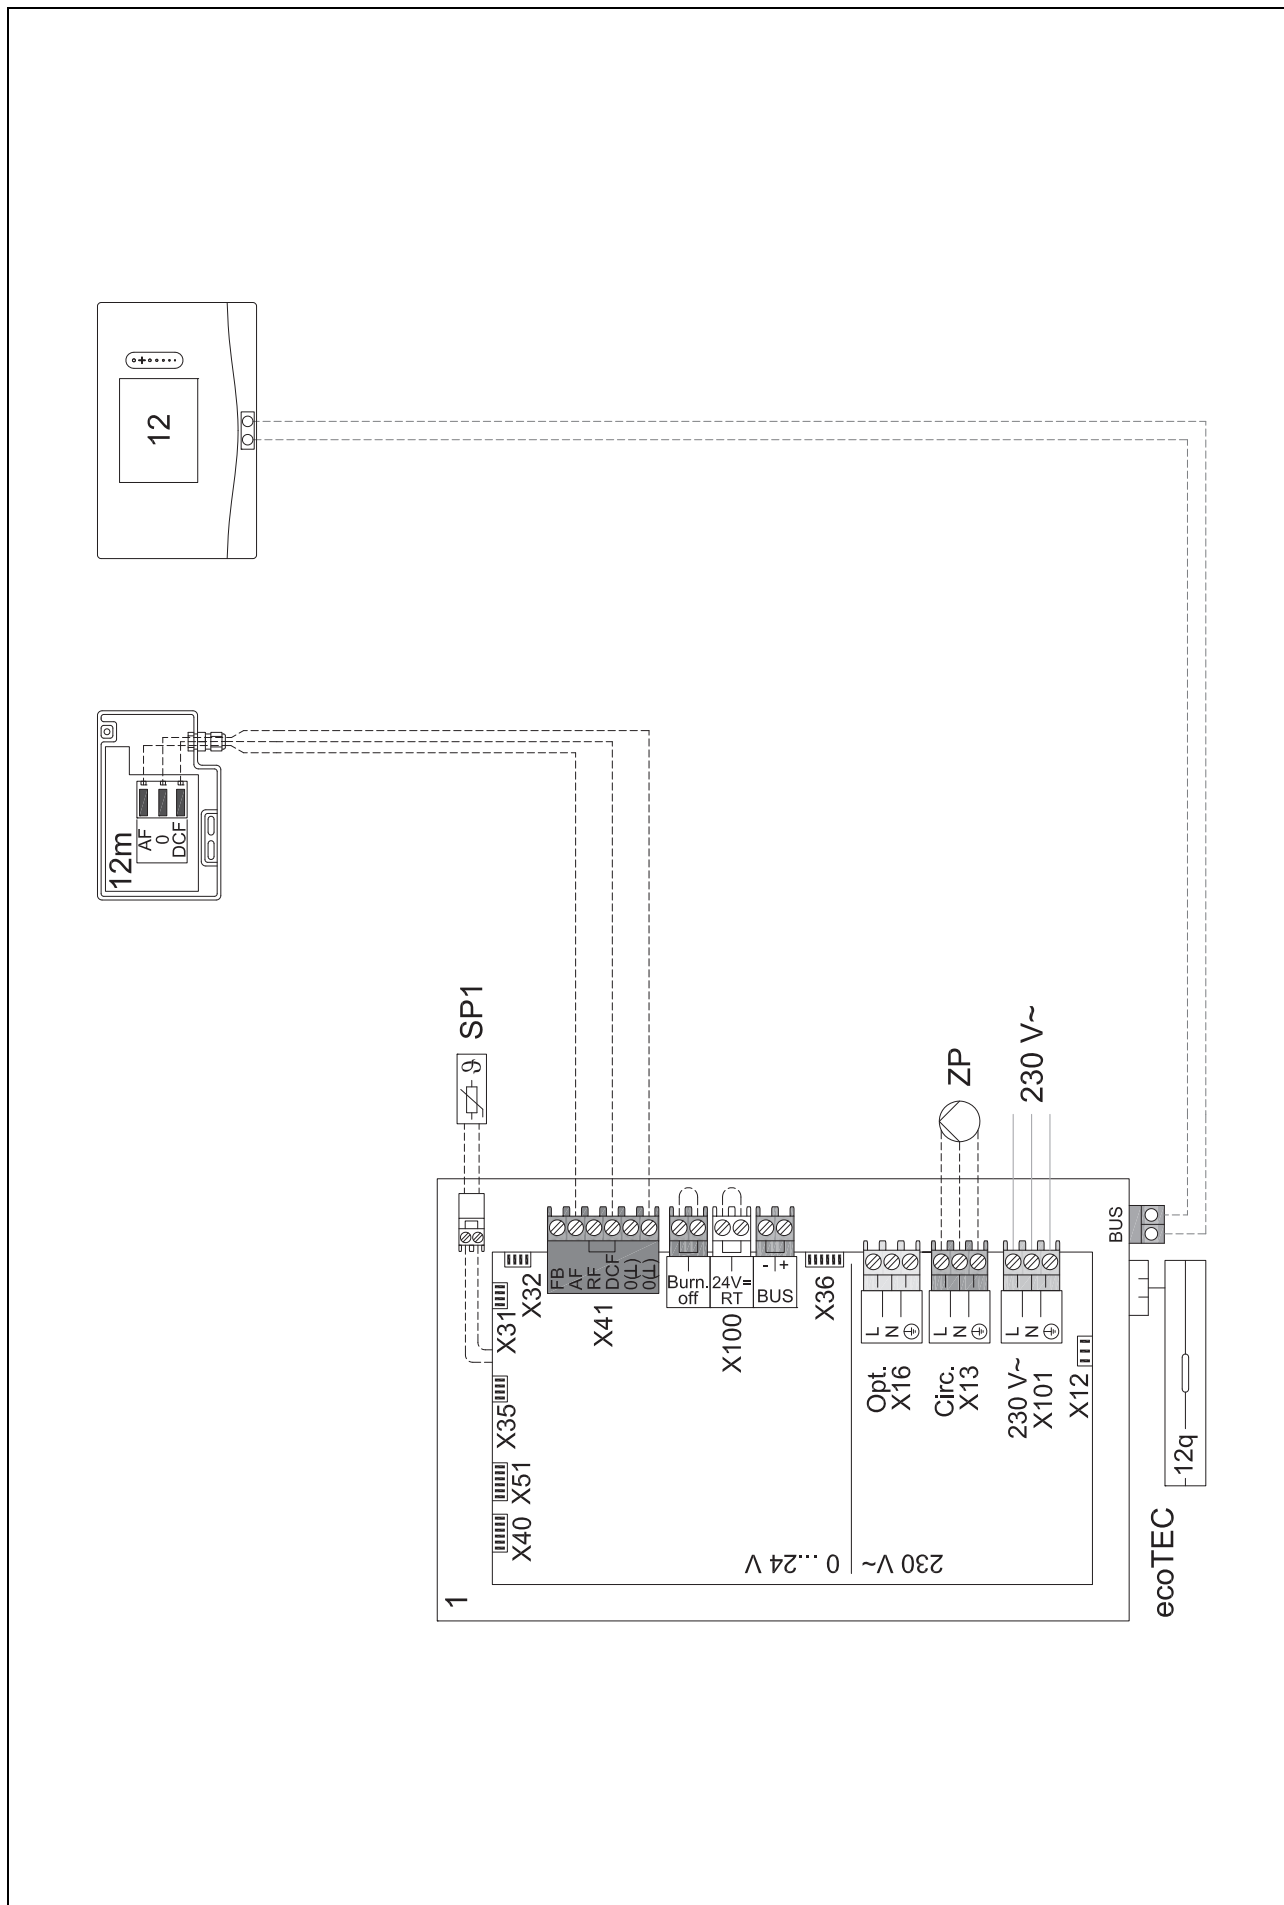 12
12m
AF
0
DCF
SP1
ZP
230 V~
X32
X31
X35
X51
X40
FB
AF
RF
DCF
0(⊥)
0(⊥)
X41
Burn.
off
24V=
RT
X100
- +
BUS
X36
L
N
Opt.
X16
L
N
Circ.
X13
L
N
230 V~
X101
X12
BUS
0 ...24 V
230 V~
1
12q
ecoTEC